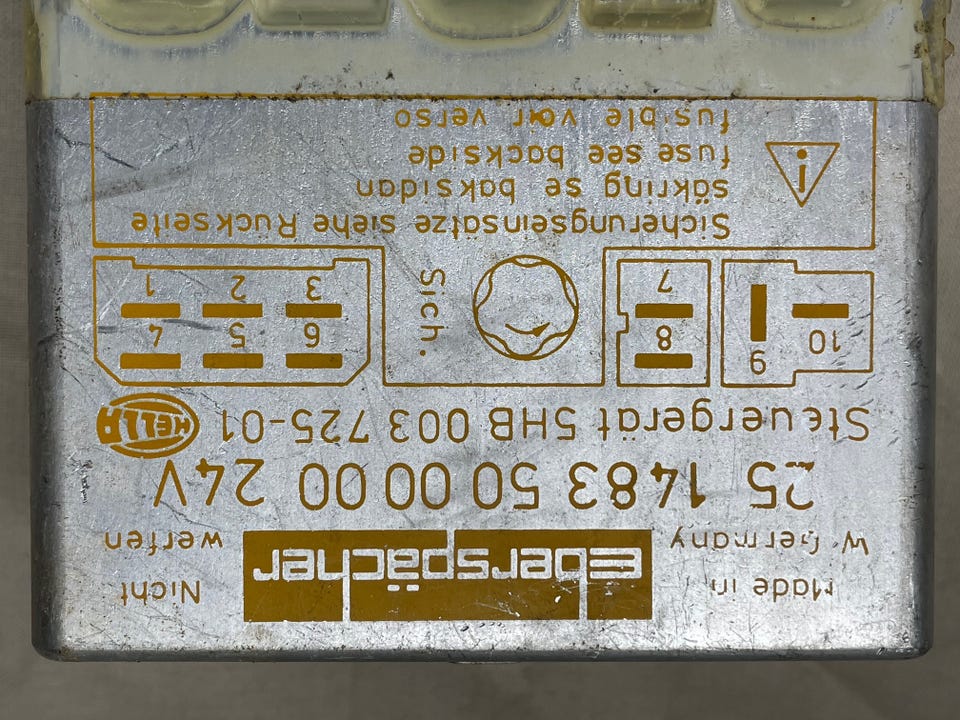 Made in
W. Germany
eberspächer
Nicht
werfen
25 1483 50 00 00 24V
Steuergerät 5HB 003 725-01
HELLA
10
9
8
7
Sich.
6
5
4
3
2
1
i
Sicherungseinsätze siehe Rückseite
säkring se baksidan
fuse see backside
fusible voir verso